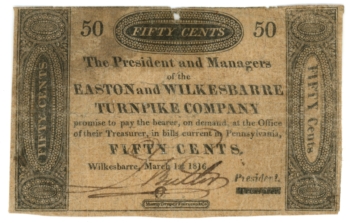 50 FIFTY CENTS 50
FIFTY CENTS
The President and Managers
of the
EASTON and WILKESBARRE
TURNPIKE COMPANY
promise to pay the bearer, on demand, at the Office
of their Treasurer, in bills current in Pennsylvania,
FIFTY CENTS.
Wilkesbarre, March 1, 1816
President.
FIFTY Cents